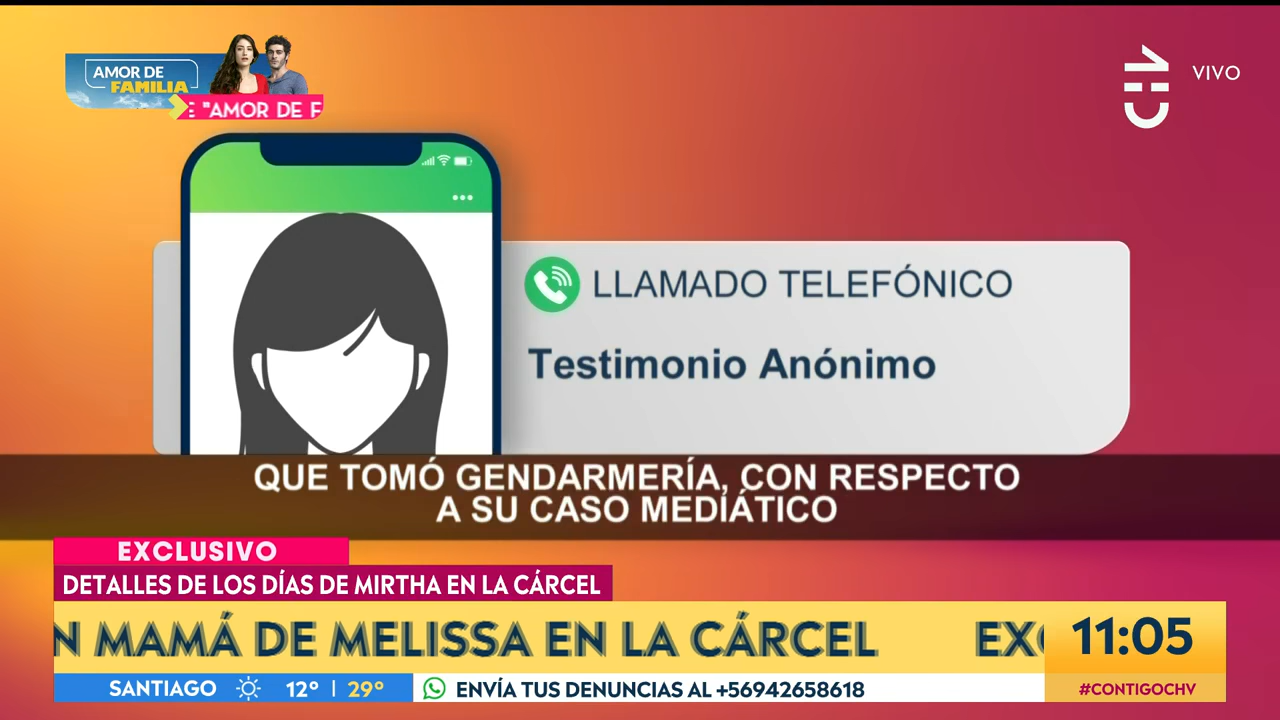 AMOR DE
FAMILIA
E "AMOR DE F
CHV
VIVO
LLAMADO TELEFÓNICO
Testimonio Anónimo
QUE TOMÓ GENDARMERÍA, CON RESPECTO
A SU CASO MEDIÁTICO
EXCLUSIVO
DETALLES DE LOS DÍAS DE MIRTHA EN LA CÁRCEL
N MAMÁ DE MELISSA EN LA CÁRCEL EXC
11:05
SANTIAGO 12° | 29° ENVÍA TUS DENUNCIAS AL +56942658618
#CONTIGOCHV